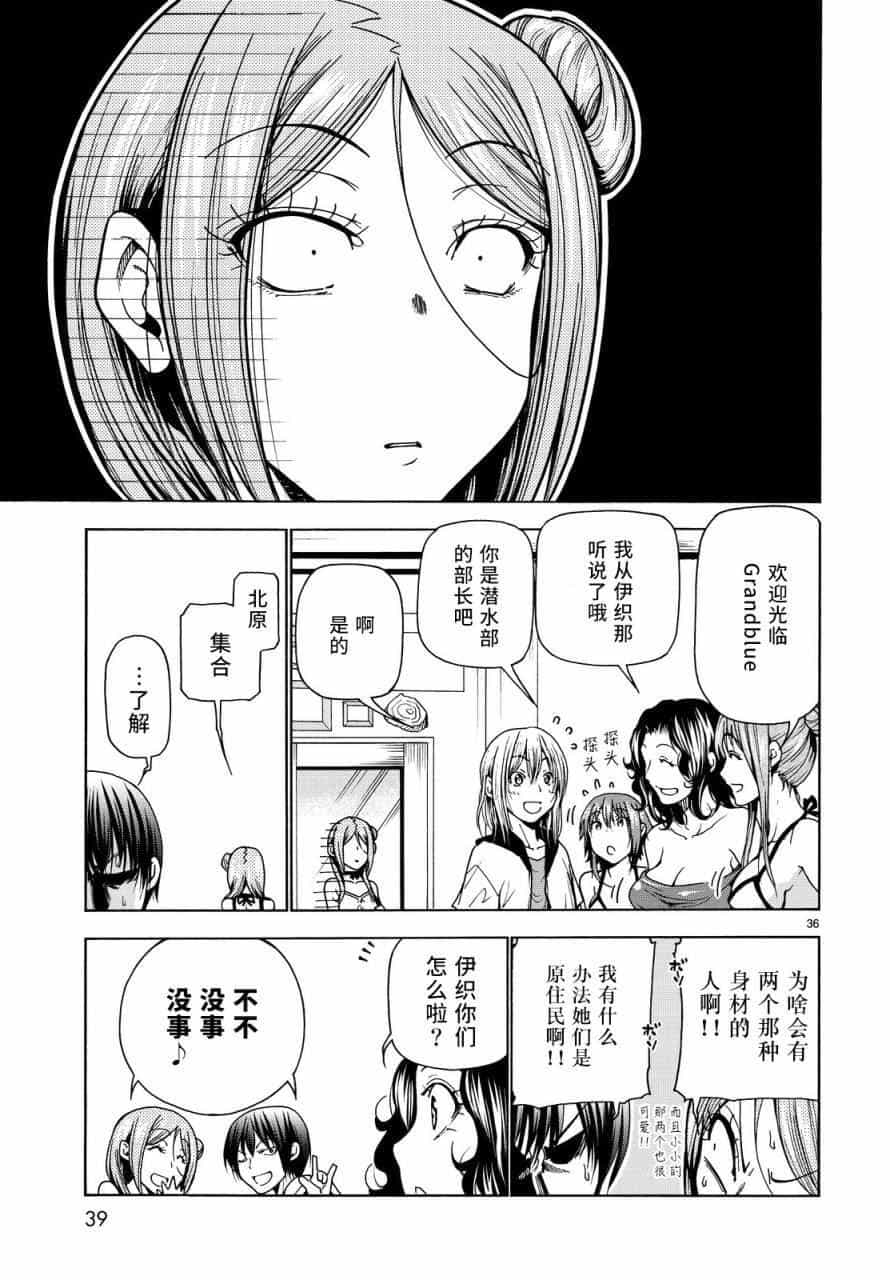 欢迎光临
Grandblue
我从伊织那
听说了哦
你是潜水部
的部长吧
啊
是的
探头
探头
北原
集合
…了解
36
为啥会有
两个那种
身材的
人啊!!
我有什么
办法她们是
原住民啊!!
ボソ
ボソ
而且小小的
那两个也很
可爱!!
伊织你们
怎么啦?
不不
没事
没事♪
39